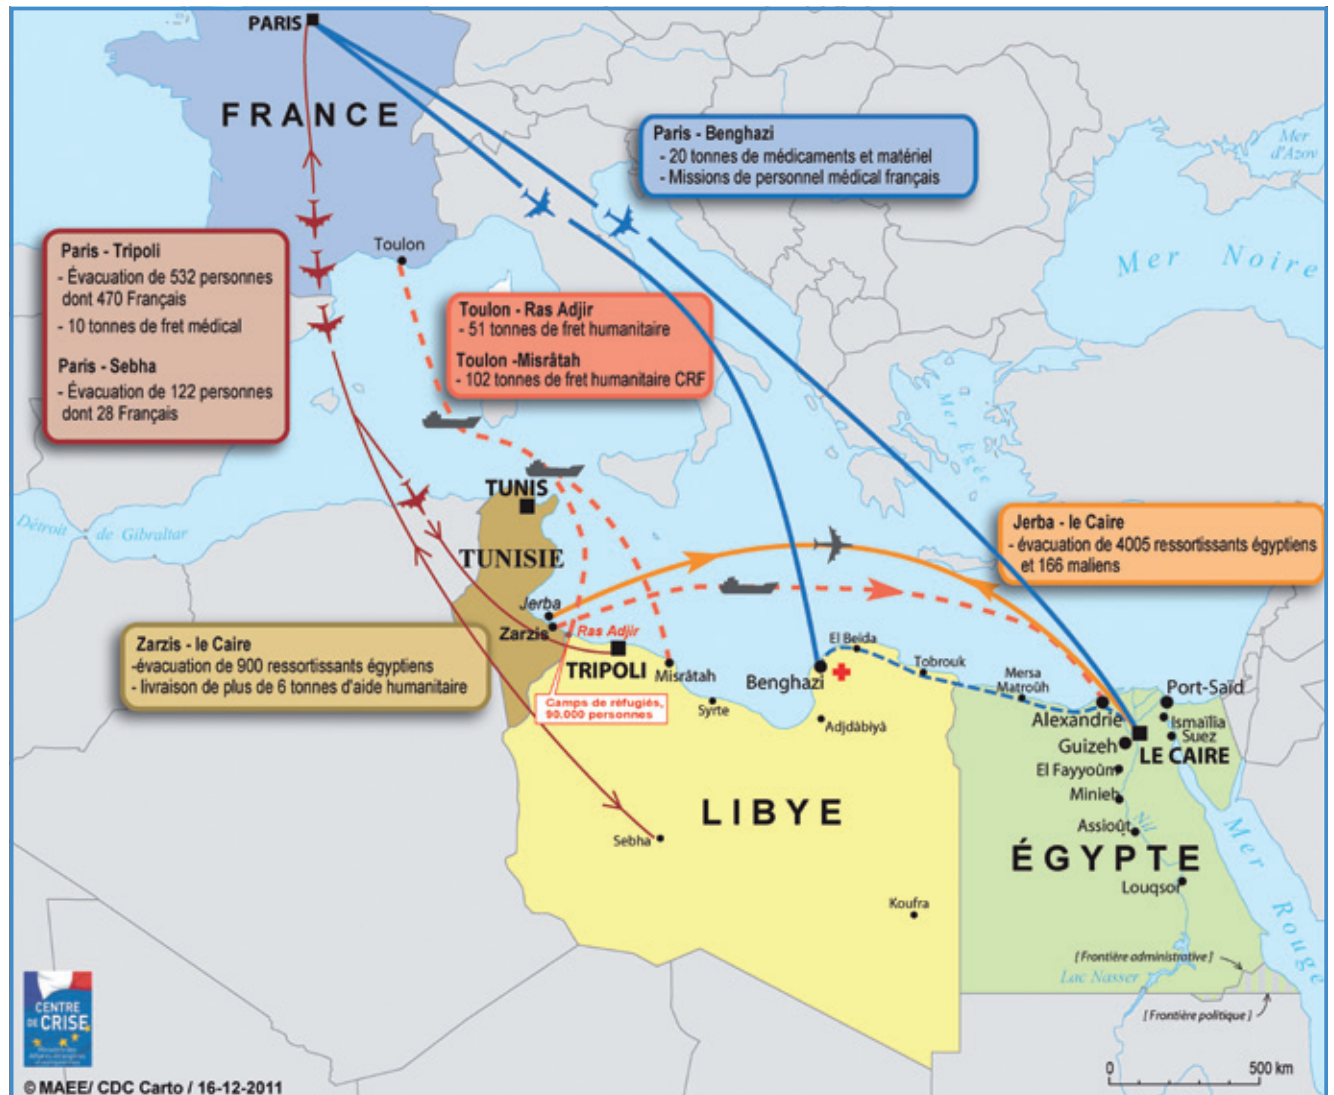 PARIS
FRANCE
Paris - Benghazi
- 20 tonnes de médicaments et matériel
- Missions de personnel médical français
Mer
d'Azov
Mer Noire
Toulon
Paris - Tripoli
- Évacuation de 532 personnes
dont 470 Français
- 10 tonnes de fret médical
Paris - Sebha
- Évacuation de 122 personnes
dont 28 Français
Toulon - Ras Adjir
- 51 tonnes de fret humanitaire
Toulon -Misrâtah
- 102 tonnes de fret humanitaire CRF
Mer Egée
Détroit de Gibraltar
TUNIS
TUNISIE
Jerba - le Caire
- évacuation de 4005 ressortissants égyptiens
et 166 maliens
Jerba
Zarzis
Ras Adjir
Zarzis - le Caire
-évacuation de 900 ressortissants égyptiens
- livraison de plus de 6 tonnes d'aide humanitaire
TRIPOLI
Misrâtah
Camps de réfugiés,
90.000 personnes
Syrte
Benghazi
El Beida
Adjdâbiyâ
Tobrouk
Mersa
Matroûh
Alexandrie
Port-Saïd
Ismaïlia
Suez
Guizeh
LE CAIRE
El Fayyoûm
Minieh
Assioût
Nil
LIBYE
ÉGYPTE
Sebha
Louqsor
Koufra
Mer Rouge
[ Frontière administrative ]
Lac Nasser
[ Frontière politique ]
CENTRE
DE CRISE
0 500 km
© MAEE/ CDC Carto / 16-12-2011